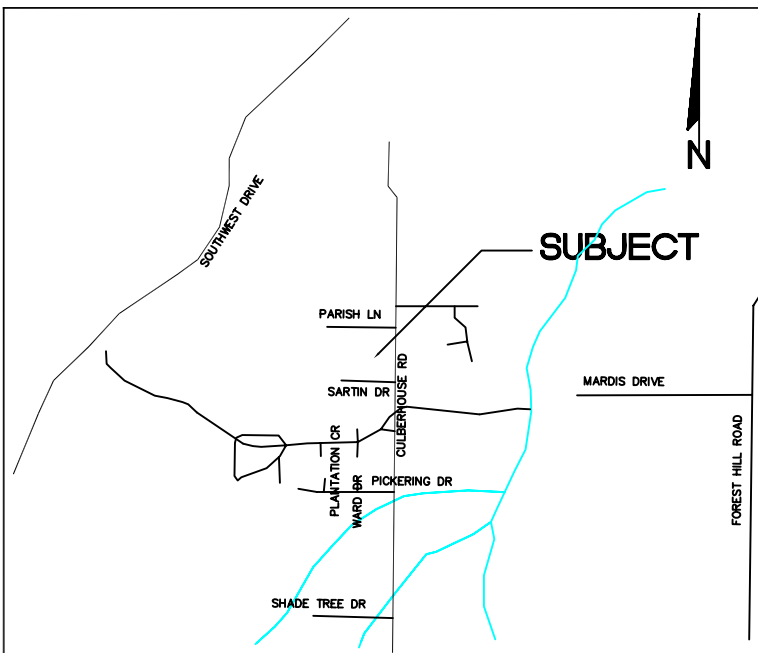 N
SOUTHWEST DRIVE
SUBJECT
PARISH LN
SARTIN DR
CULBERHOUSE RD
MARDIS DRIVE
PLANTATION CR
WARD DR
PICKERING DR
FOREST HILL ROAD
SHADE TREE DR